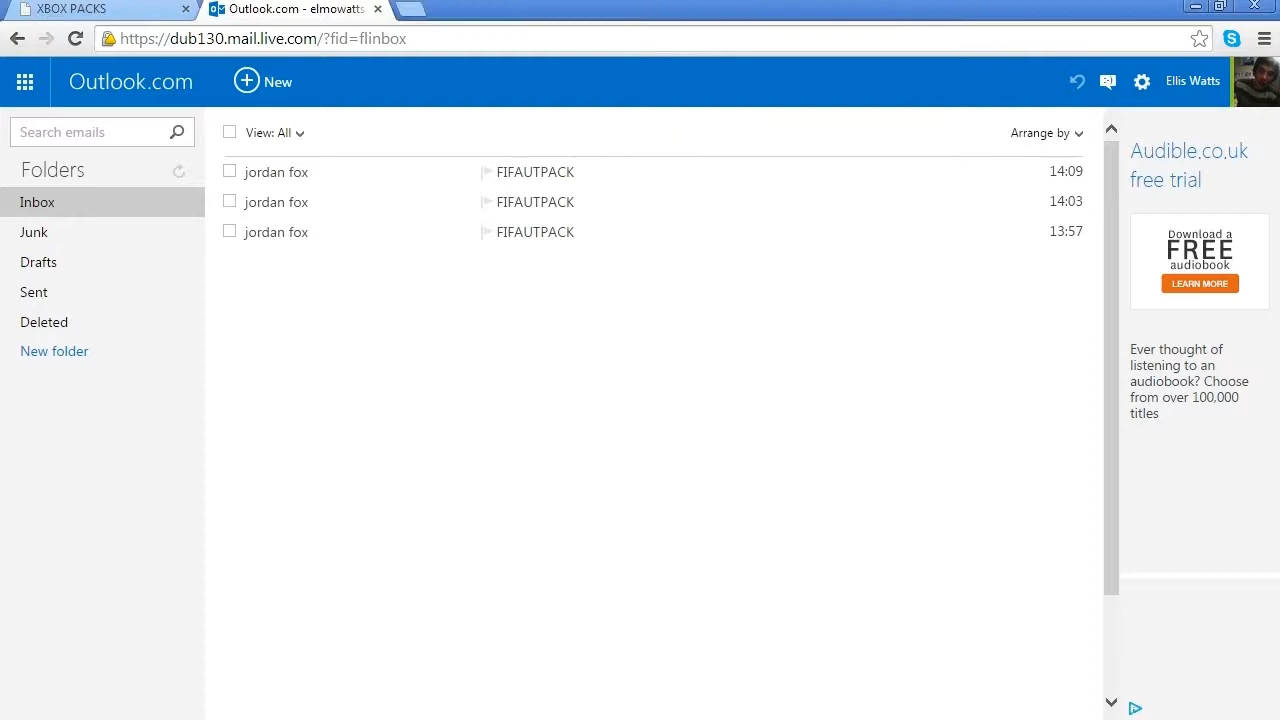 XBOX PACKS
Outlook.com - elmowatts
https://dub130.mail.live.com/?fid=flinbox
Outlook.com
New
Ellis Watts
Search emails
Folders
Inbox
Junk
Drafts
Sent
Deleted
New folder
View: All
Arrange by
jordan fox FIFAUTPACK 14:09
jordan fox FIFAUTPACK 14:03
jordan fox FIFAUTPACK 13:57
Audible.co.uk
free trial
Download a
FREE
audiobook
LEARN MORE
Ever thought of
listening to an
audiobook? Choose
from over 100,000
titles